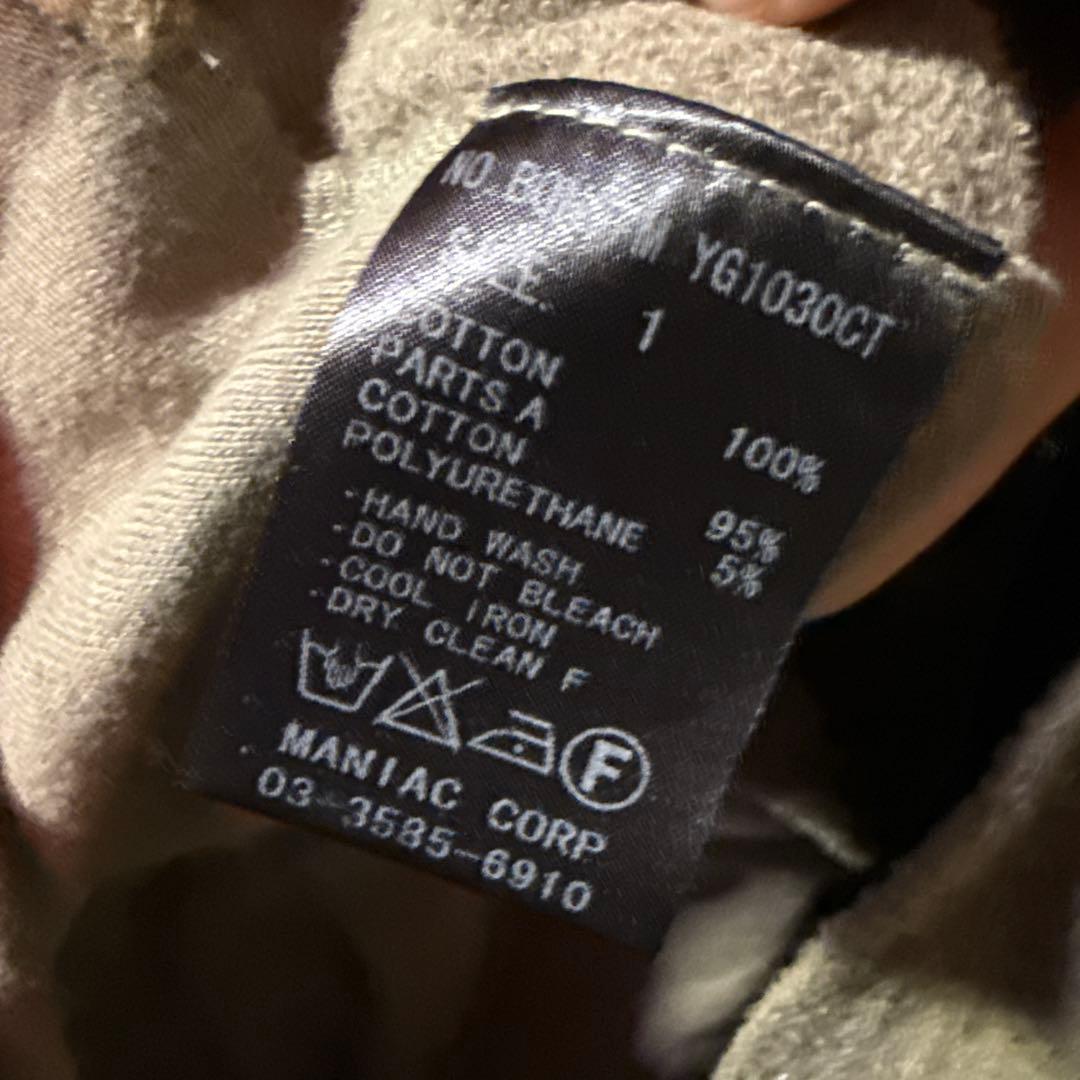 NO YG1030CT
1
COTTON 100%
PARTS A
COTTON 95%
POLYURETHANE 5%
·HAND WASH
·DO NOT BLEACH
·COOL IRON
·DRY CLEAN F
F
MANIAC CORP
03-3585-6910